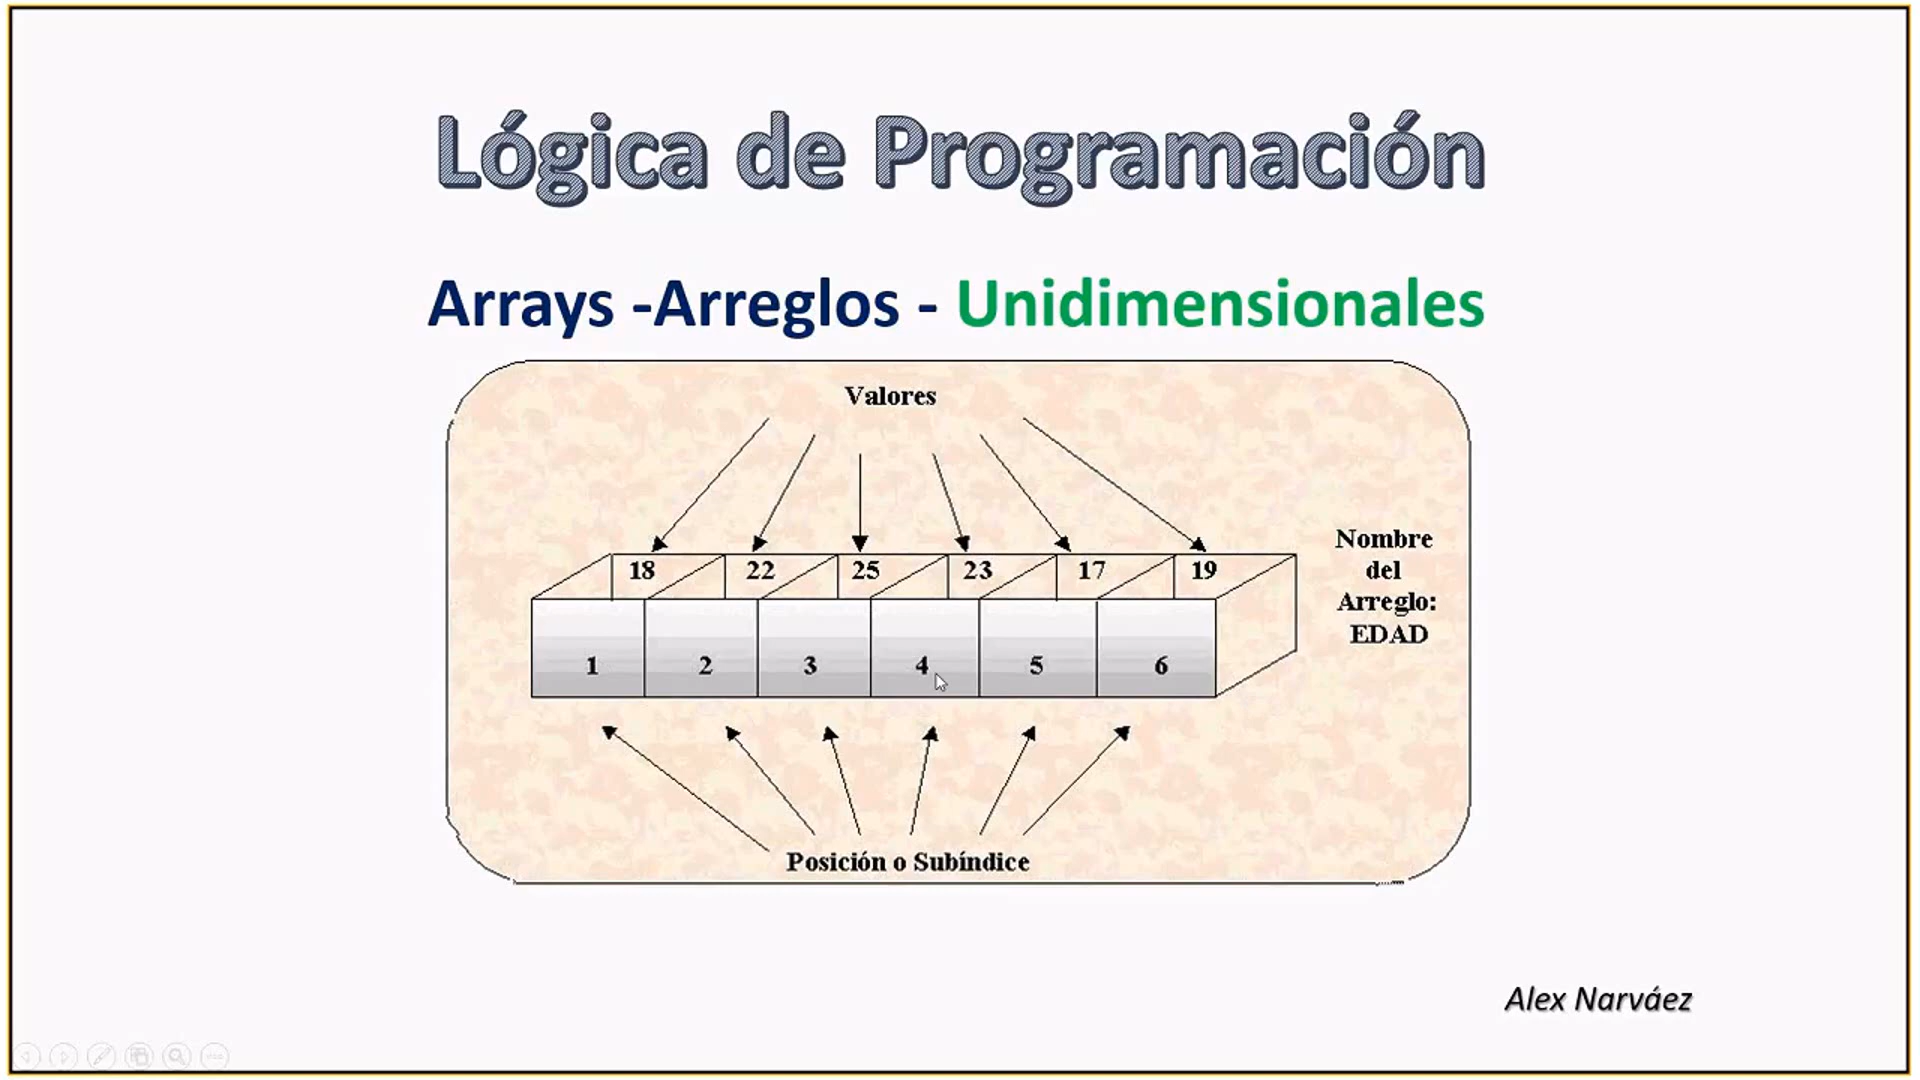 Lógica de Programación
Arrays -Arreglos - Unidimensionales
Valores
18 22 25 23 17 19
1 2 3 4 5 6
Nombre
del
Arreglo:
EDAD
Posición o Subíndice
Alex Narváez